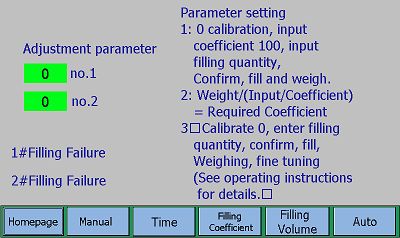 Parameter setting
1: 0 calibration, input
coefficient 100, input
filling quantity,
Confirm, fill and weigh.
2: Weight/(Input/Coefficient)
= Required Coefficient
3□Calibrate 0, enter filling
quantity, confirm, fill,
Weighing, fine tuning
(See operating instructions
for details.□
Adjustment parameter
0 no.1
0 no.2
1#Filling Failure
2#Filling Failure
Homepage
Manual
Time
Filling
Coefficient
Filling
Volume
Auto